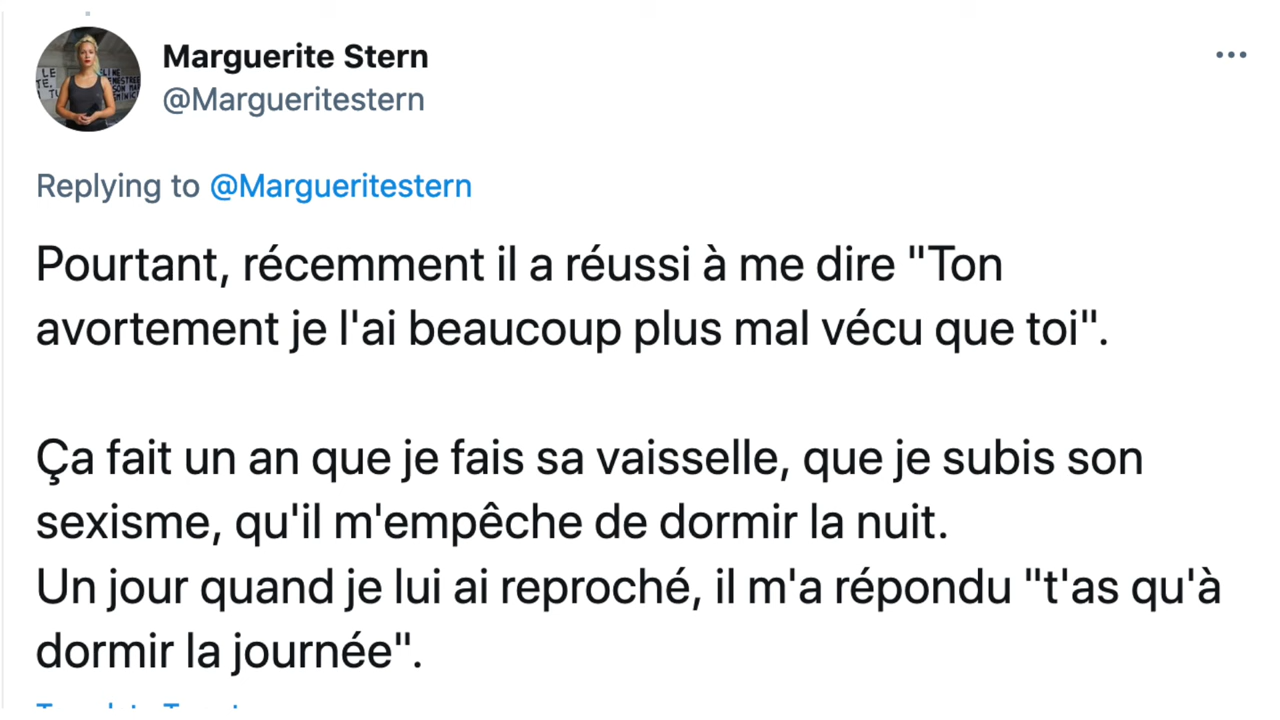 Marguerite Stern
@Margueritestern
Replying to @Margueritestern
Pourtant, récemment il a réussi à me dire "Ton
avortement je l'ai beaucoup plus mal vécu que toi".
Ça fait un an que je fais sa vaisselle, que je subis son
sexisme, qu'il m'empêche de dormir la nuit.
Un jour quand je lui ai reproché, il m'a répondu "t'as qu'à
dormir la journée".